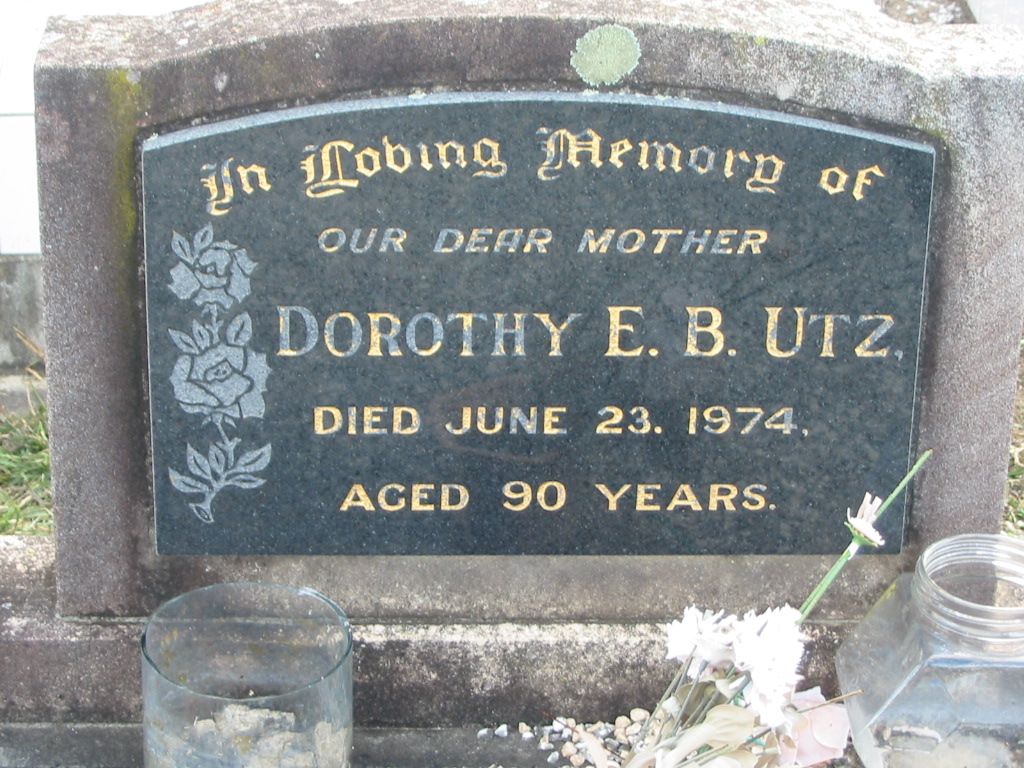 In Loving Memory of
OUR DEAR MOTHER
DOROTHY E. B. UTZ,
DIED JUNE 23. 1974,
AGED 90 YEARS.